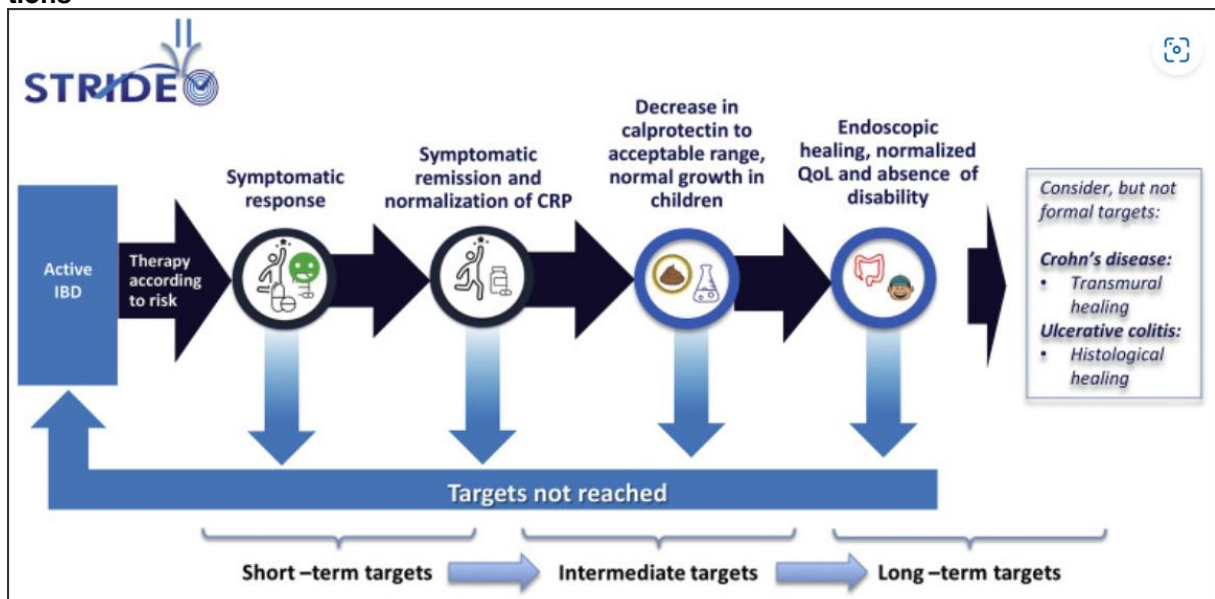 tions
II
STRIDE
Active
IBD
Therapy
according
to risk
Symptomatic
response
Symptomatic
remission and
normalization of CRP
Decrease in
calprotectin to
acceptable range,
normal growth in
children
Endoscopic
healing, normalized
QoL and absence of
disability
Consider, but not
formal targets:
Crohn's disease:
• Transmural
healing
Ulcerative colitis:
• Histological
healing
Targets not reached
Short –term targets
Intermediate targets
Long –term targets